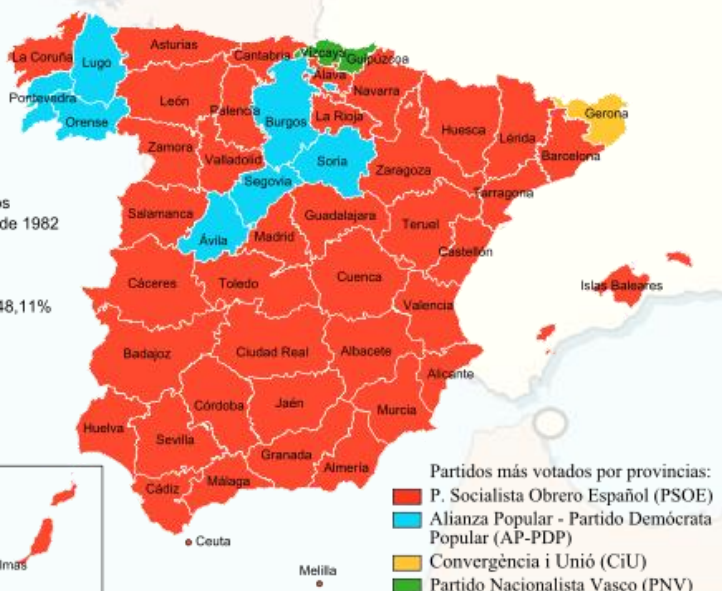 Asturias
La Coruña
Lugo
Cantabria
Vizcaya
Guipúzcoa
Álava
Navarra
Pontevedra
Orense
León
Palencia
Burgos
La Rioja
Huesca
Lérida
Gerona
Barcelona
Zamora
Valladolid
Soria
Zaragoza
Segovia
Tarragona
de 1982
Salamanca
Ávila
Madrid
Guadalajara
Teruel
Castellón
Cáceres
Toledo
Cuenca
Islas Baleares
48,11%
Valencia
Badajoz
Ciudad Real
Albacete
Alicante
Córdoba
Jaén
Murcia
Huelva
Sevilla
Granada
Almería
Cádiz
Málaga
Ceuta
Melilla
Partidos más votados por provincias:
P. Socialista Obrero Español (PSOE)
Alianza Popular - Partido Demócrata
Popular (AP-PDP)
Convergència i Unió (CiU)
Partido Nacionalista Vasco (PNV)